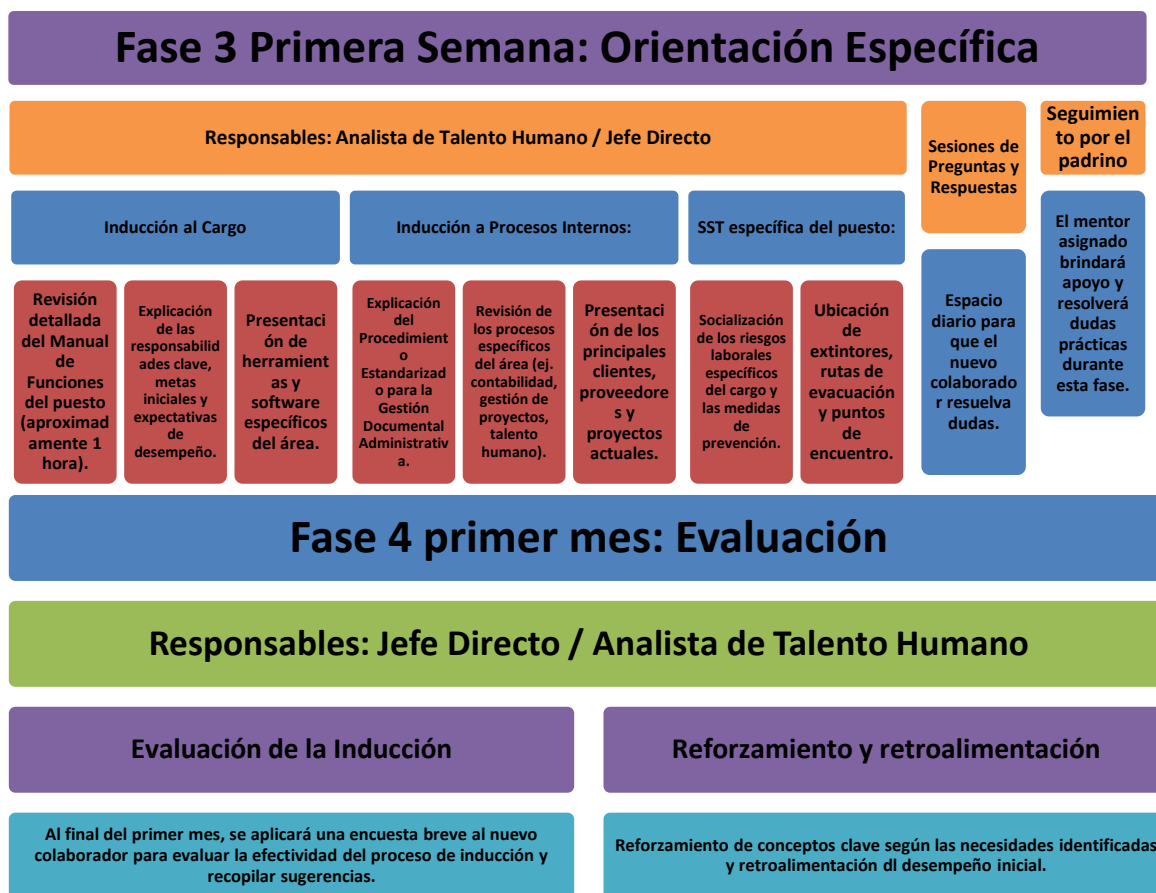 Fase 3 Primera Semana: Orientación Específica
Responsables: Analista de Talento Humano / Jefe Directo
Inducción al Cargo
Revisión
detallada
del Manual
de
Funciones
del puesto
(aproximad
amente 1
hora).
Explicación
de las
responsabilid
ades clave,
metas
iniciales y
expectativas
de
desempeño.
Presentaci
ón de
herramient
as y
software
específicos
del área.
Inducción a Procesos Internos:
Explicación
del
Procedimient
o
Estandarizad
o para la
Gestión
Documental
Administrativ
a.
Revisión de
los procesos
específicos
del área (ej.
contabilidad,
gestión de
proyectos,
talento
humano).
Presentaci
ón de los
principales
clientes,
proveedore
s y
proyectos
actuales.
SST específica del puesto:
Socialización
de los riesgos
laborales
específicos
del cargo y
las medidas
de
prevención.
Ubicación
de
extintores,
rutas de
evacuación
y puntos
de
encuentro.
Sesiones de
Preguntas y
Respuestas
Espacio
diario para
que el
nuevo
colaborado
r resuelva
dudas.
Seguimien
to por el
padrino
El mentor
asignado
brindará
apoyo y
resolverá
dudas
prácticas
durante
esta fase.
Fase 4 primer mes: Evaluación
Responsables: Jefe Directo / Analista de Talento Humano
Evaluación de la Inducción
Al final del primer mes, se aplicará una encuesta breve al nuevo
colaborador para evaluar la efectividad del proceso de inducción y
recopilar sugerencias.
Reforzamiento y retroalimentación
Reforzamiento de conceptos clave según las necesidades identificadas
y retroalimentación dl desempeño inicial.